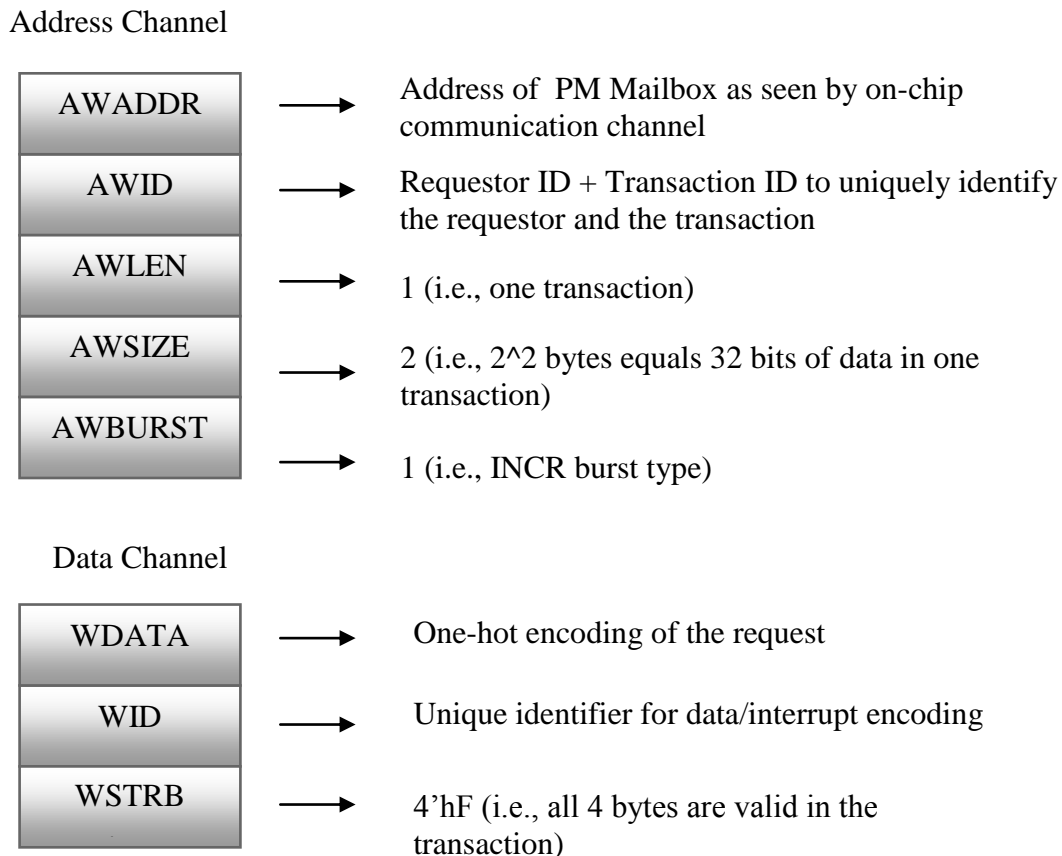 Address Channel
AWADDR
Address of PM Mailbox as seen by on-chip
communication channel
AWID
Requestor ID + Transaction ID to uniquely identify
the requestor and the transaction
AWLEN
1 (i.e., one transaction)
AWSIZE
2 (i.e., 2^2 bytes equals 32 bits of data in one
transaction)
AWBURST
1 (i.e., INCR burst type)
Data Channel
WDATA
One-hot encoding of the request
WID
Unique identifier for data/interrupt encoding
WSTRB
4’hF (i.e., all 4 bytes are valid in the
transaction)